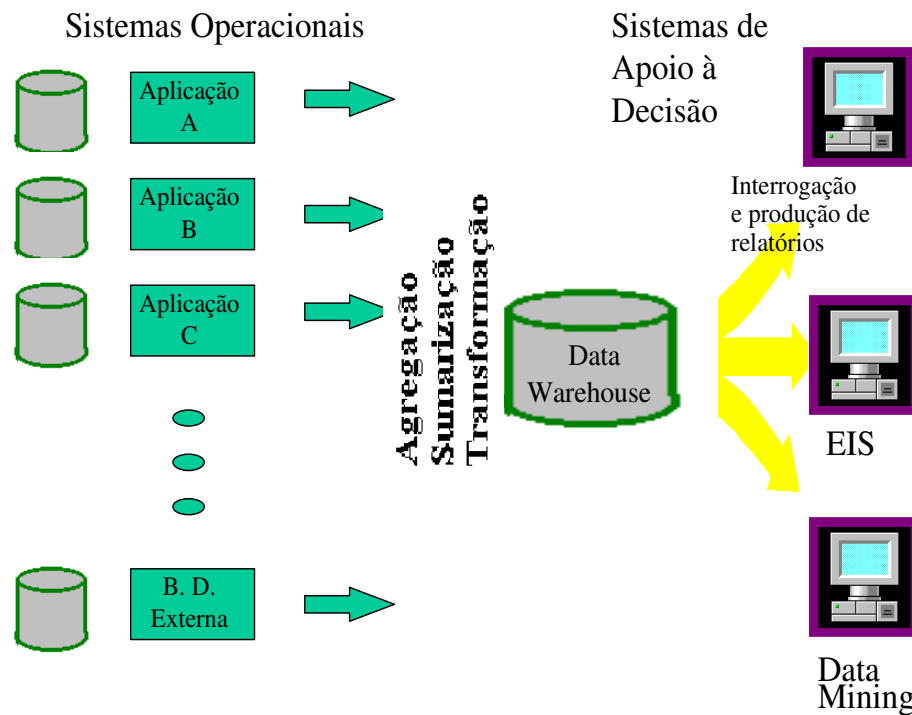 Sistemas Operacionais
Aplicação
A
Aplicação
B
Aplicação
C
B. D.
Externa
Agregação
Sumarização
Transformação
Data
Warehouse
Sistemas de
Apoio à
Decisão
Interrogação
e produção de
relatórios
EIS
Data
Mining